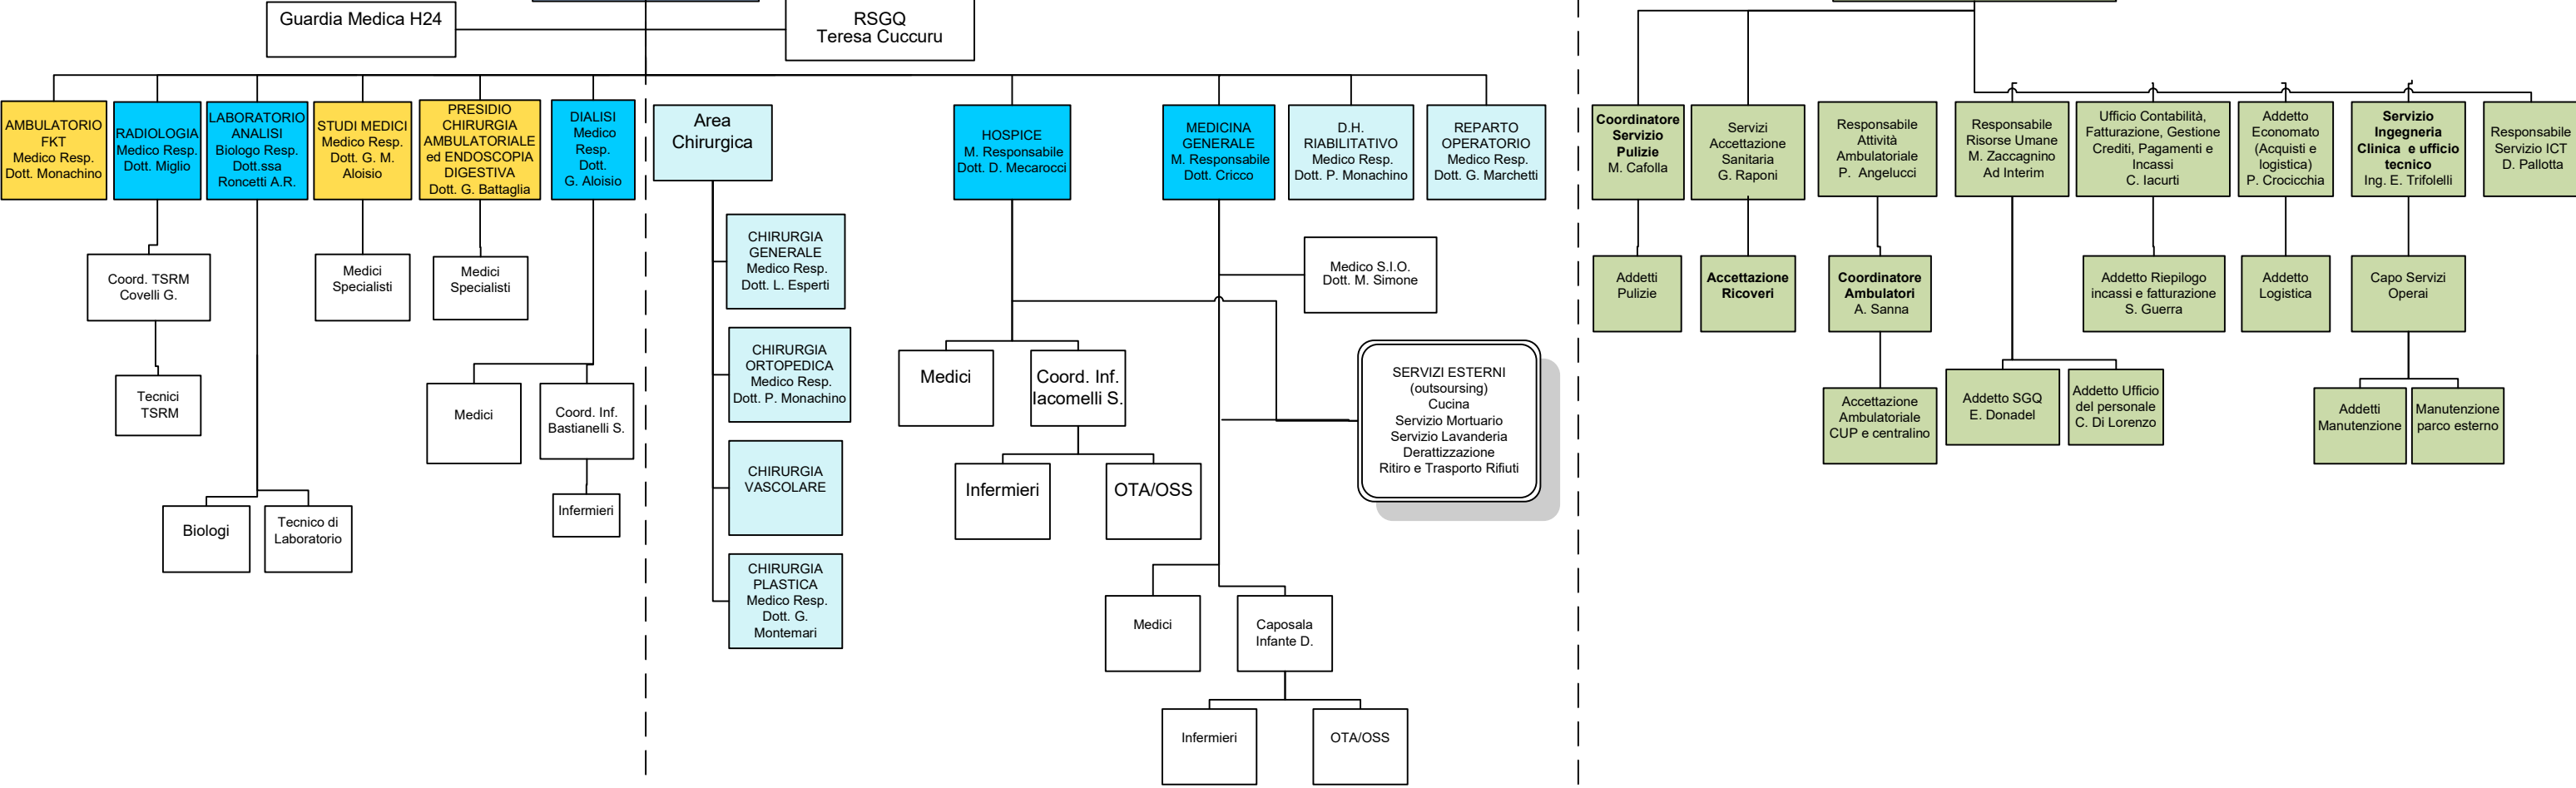 Guardia Medica H24
RSGQ
Teresa Cuccuru
AMBULATORIO
FKT
Medico Resp.
Dott. Monachino
RADIOLOGIA
Medico Resp.
Dott. Miglio
LABORATORIO
ANALISI
Biologo Resp.
Dott.ssa
Roncetti A.R.
STUDI MEDICI
Medico Resp.
Dott. G. M.
Aloisio
PRESIDIO
CHIRURGIA
AMBULATORIALE
ed ENDOSCOPIA
DIGESTIVA
Dott. G. Battaglia
DIALISI
Medico
Resp.
Dott.
G. Aloisio
Area
Chirurgica
HOSPICE
M. Responsabile
Dott. D. Mecarocci
MEDICINA
GENERALE
M. Responsabile
Dott. Cricco
D.H.
RIABILITATIVO
Medico Resp.
Dott. P. Monachino
REPARTO
OPERATORIO
Medico Resp.
Dott. G. Marchetti
Coordinatore
Servizio
Pulizie
M. Cafolla
Servizi
Accettazione
Sanitaria
G. Raponi
Responsabile
Attività
Ambulatoriale
P. Angelucci
Responsabile
Risorse Umane
M. Zaccagnino
Ad Interim
Ufficio Contabilità,
Fatturazione, Gestione
Crediti, Pagamenti e
Incassi
C. Iacurti
Addetto
Economato
(Acquisti e
logistica)
P. Crocicchia
Servizio
Ingegneria
Clinica e ufficio
tecnico
Ing. E. Trifolelli
Responsabile
Servizio ICT
D. Pallotta
Coord. TSRM
Covelli G.
Medici
Specialisti
Medici
Specialisti
CHIRURGIA
GENERALE
Medico Resp.
Dott. L. Esperti
Medico S.I.O.
Dott. M. Simone
Addetti
Pulizie
Accettazione
Ricoveri
Coordinatore
Ambulatori
A. Sanna
Addetto Riepilogo
incassi e fatturazione
S. Guerra
Addetto
Logistica
Capo Servizi
Operai
Tecnici
TSRM
Medici
Coord. Inf.
Bastianelli S.
CHIRURGIA
ORTOPEDICA
Medico Resp.
Dott. P. Monachino
Medici
Coord. Inf.
Iacomelli S.
SERVIZI ESTERNI
(outsoursing)
Cucina
Servizio Mortuario
Servizio Lavanderia
Derattizzazione
Ritiro e Trasporto Rifiuti
Accettazione
Ambulatoriale
CUP e centralino
Addetto SGQ
E. Donadel
Addetto Ufficio
del personale
C. Di Lorenzo
Addetti
Manutenzione
Manutenzione
parco esterno
Biologi
Tecnico di
Laboratorio
Infermieri
CHIRURGIA
VASCOLARE
Infermieri
OTA/OSS
CHIRURGIA
PLASTICA
Medico Resp.
Dott. G.
Montemari
Medici
Caposala
Infante D.
Infermieri
OTA/OSS